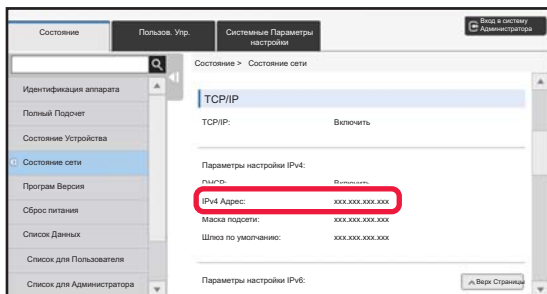 Состояние
Пользов. Упр.
Системные Параметры
настройки
Вход в систему
Администратора
Состояние > Состояние сети
Идентификация аппарата
Полный Подсчет
Состояние Устройства
Состояние сети
Програм Версия
Сброс питания
Список Данных
Список для Пользователя
Список для Администратора
TCP/IP
TCP/IP: Включить
Параметры настройки IPv4:
DHCP: Включить
IPv4 Адрес: xxx.xxx.xxx.xxx
Маска подсети: xxx.xxx.xxx.xxx
Шлюз по умолчанию: xxx.xxx.xxx.xxx
Параметры настройки IPv6:
Верх Страницы